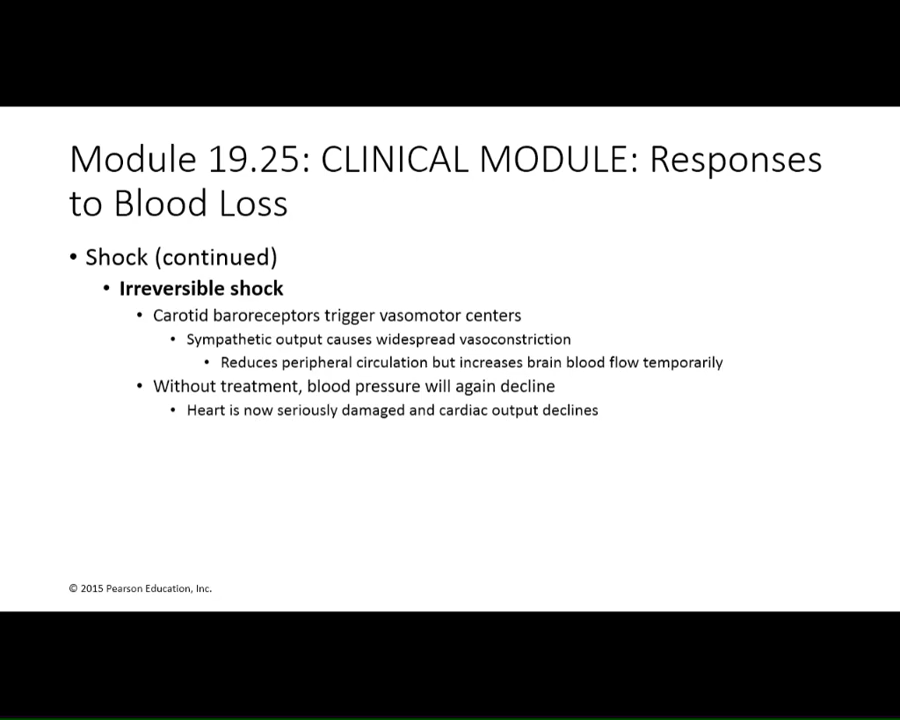 Module 19.25: CLINICAL MODULE: Responses
to Blood Loss
• Shock (continued)
• Irreversible shock
• Carotid baroreceptors trigger vasomotor centers
• Sympathetic output causes widespread vasoconstriction
• Reduces peripheral circulation but increases brain blood flow temporarily
• Without treatment, blood pressure will again decline
• Heart is now seriously damaged and cardiac output declines
© 2015 Pearson Education, Inc.